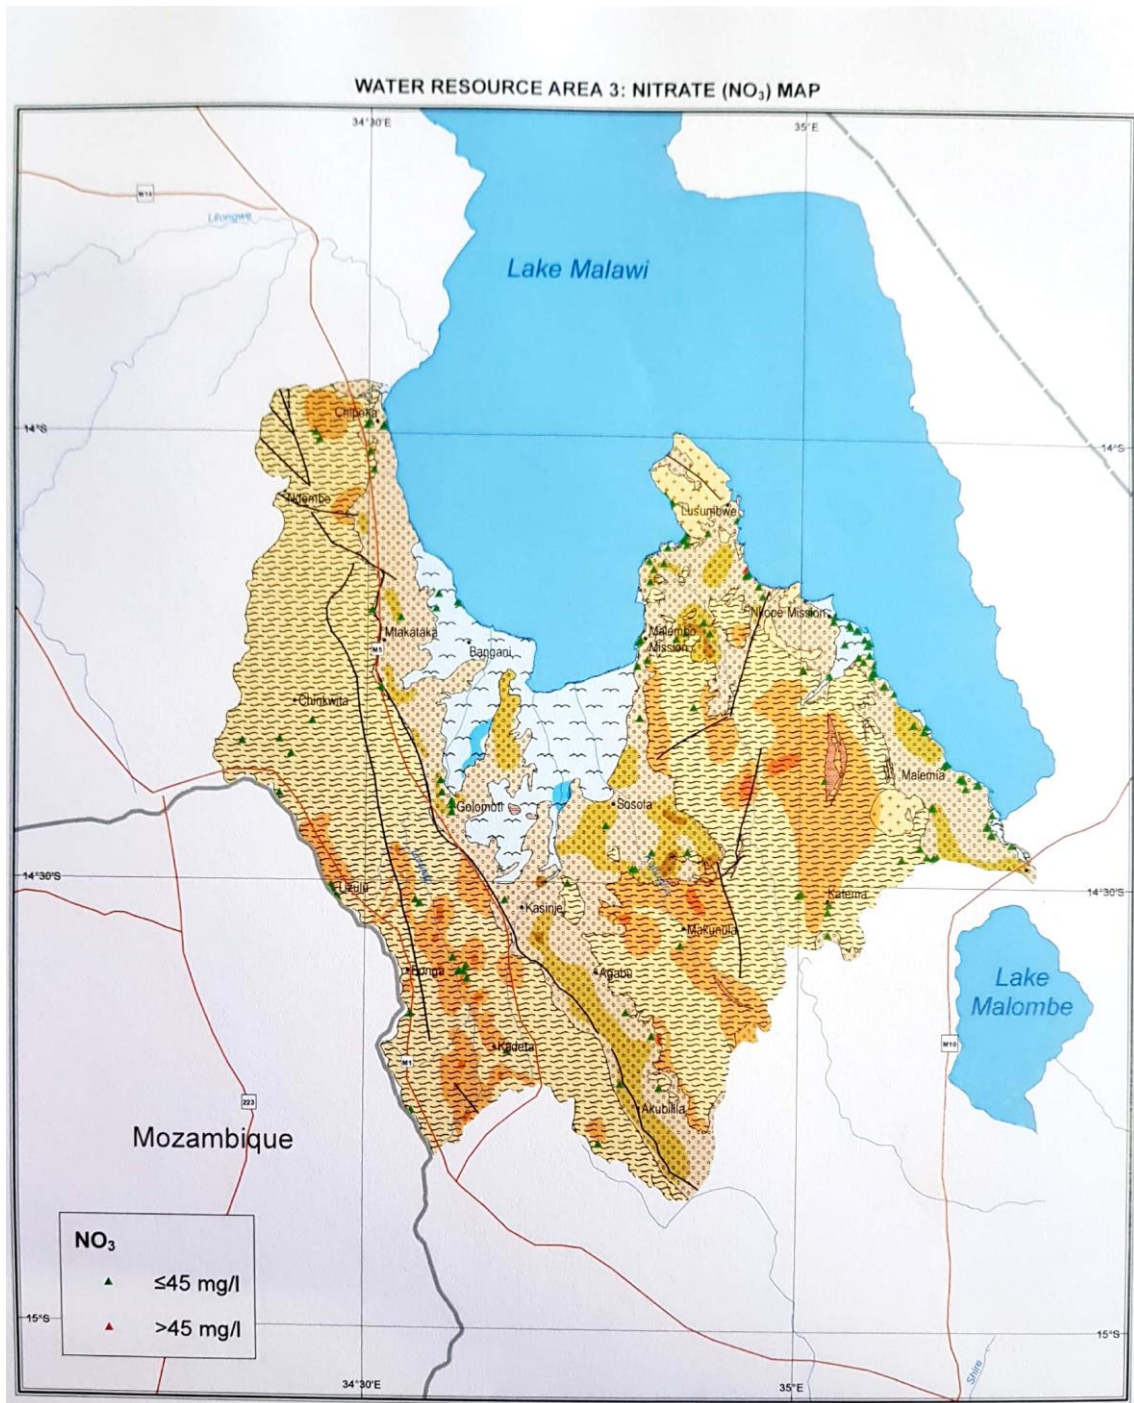 WATER RESOURCE AREA 3: NITRATE (NO₃) MAP
34°30'E
35°E
M14
Lilongwe
Lake Malawi
Chipoka
14°S
14°S
Ndembo
Lusumbwe
Nkope Mission
Mtakataka
Malembo
Mission
M5
Bangani
Chinkwita
Malemia
Golomoti
Sosola
14°30'S
14°30'S
Lizulu
Katema
Kasinje
Makunula
Bonga
Agabu
Lake
Malombe
Kadeta
M10
M1
223
Akubilila
Mozambique
NO₃
≤45 mg/l
>45 mg/l
15°S
15°S
Shire
34°30'E
35°E